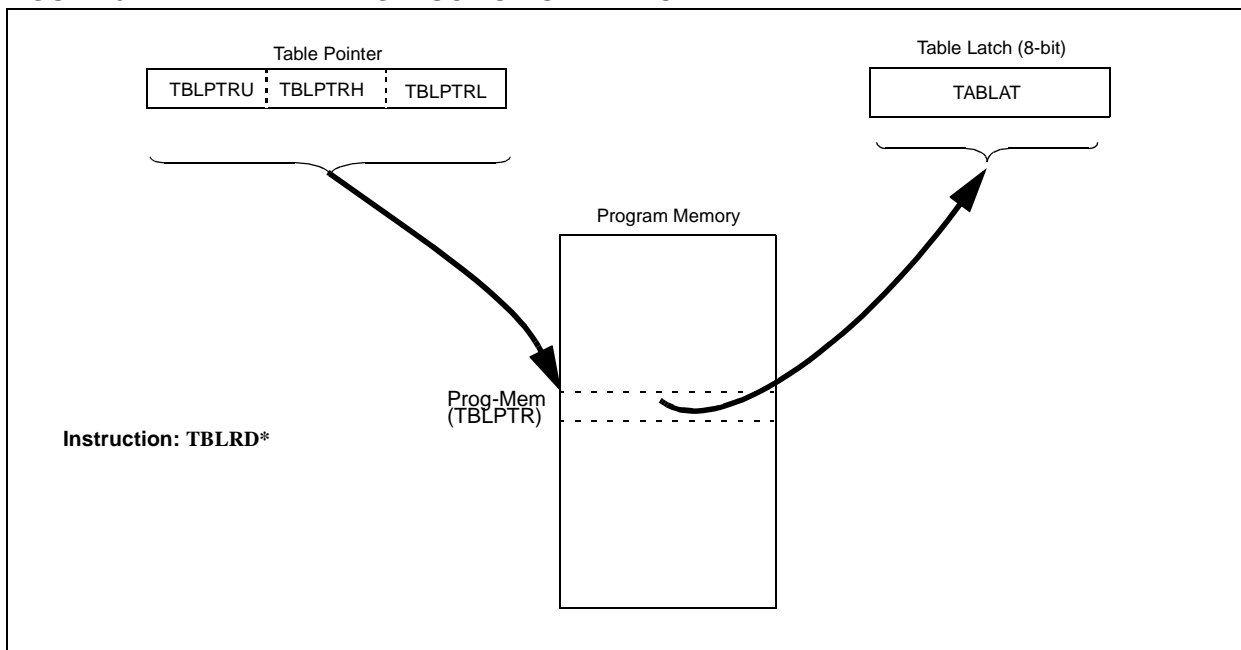 Table Pointer
TBLPTRU TBLPTRH TBLPTRL
Table Latch (8-bit)
TABLAT
Program Memory
Prog-Mem
(TBLPTR)
Instruction: TBLRD*